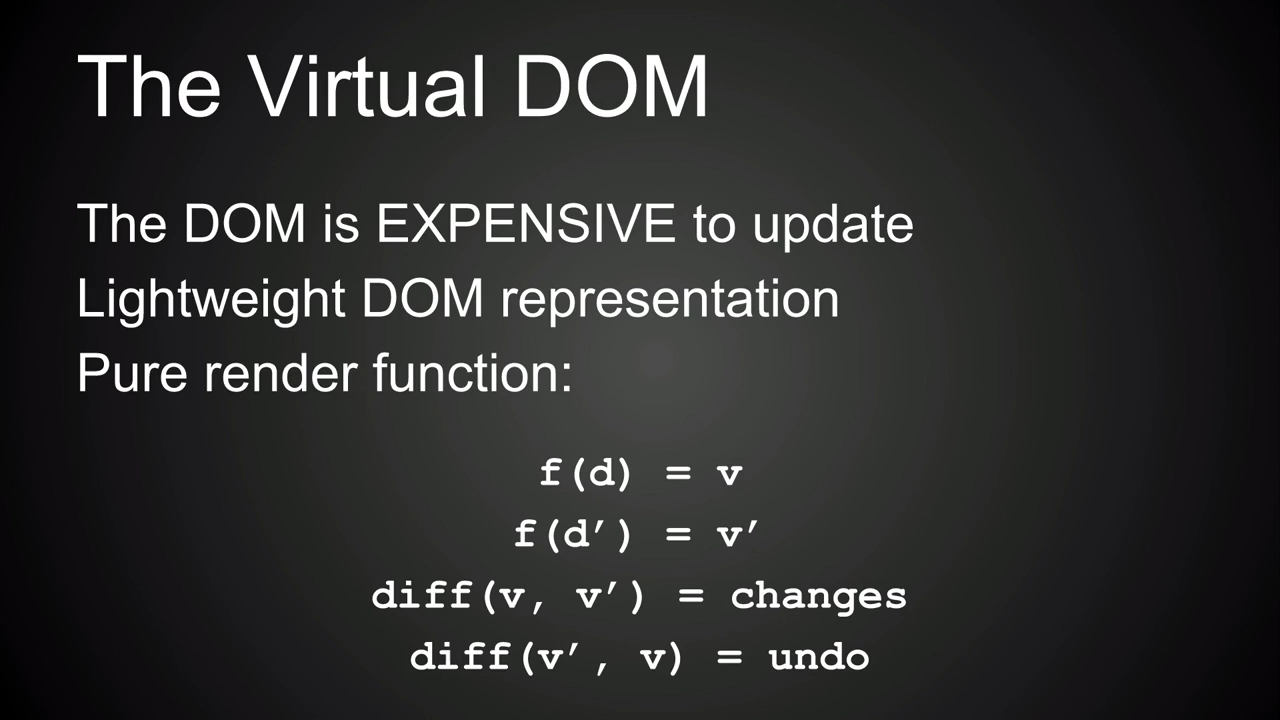 The Virtual DOM
The DOM is EXPENSIVE to update
Lightweight DOM representation
Pure render function:
f(d) = v
f(d’) = v’
diff(v, v’) = changes
diff(v’, v) = undo